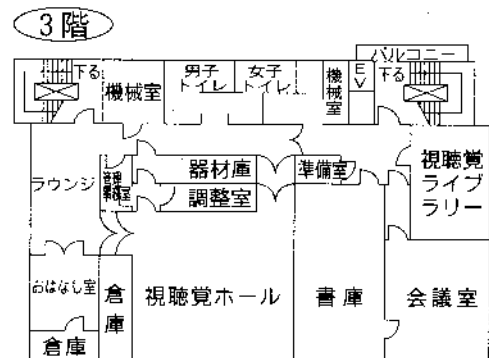 3階
バルコニー
下る
機械室
男子
トイレ
女子
トイレ
機
械
室
EV
下る
ラウンジ
器材庫
調整室
準備室
視聴覚
ライブ
ラリー
おはなし室
倉庫
倉
庫
視聴覚ホール
書庫
会議室